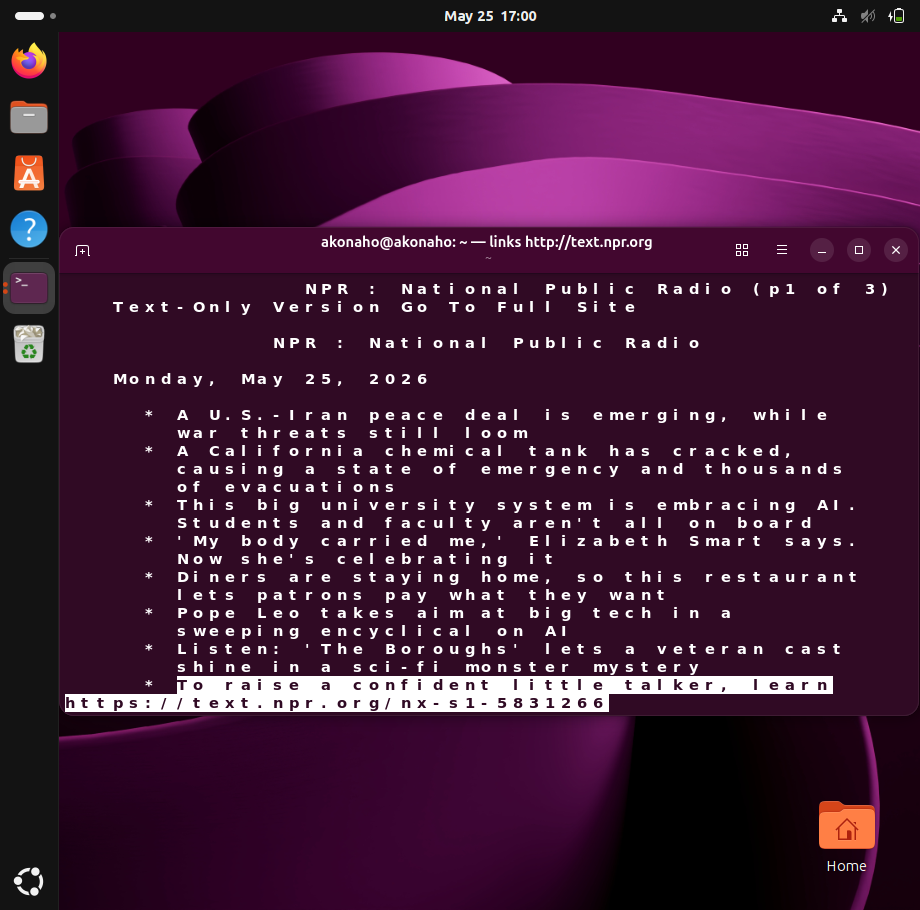 May 25 17:00
akonaho@akonaho: ~ — links http://text.npr.org
~
NPR : National Public Radio (p1 of 3)
Text-Only Version Go To Full Site
NPR : National Public Radio
Monday, May 25, 2026
* A U.S.-Iran peace deal is emerging, while
war threats still loom
* A California chemical tank has cracked,
causing a state of emergency and thousands
of evacuations
* This big university system is embracing AI.
Students and faculty aren't all on board
* 'My body carried me,' Elizabeth Smart says.
Now she's celebrating it
* Diners are staying home, so this restaurant
lets patrons pay what they want
* Pope Leo takes aim at big tech in a
sweeping encyclical on AI
* Listen: 'The Boroughs' lets a veteran cast
shine in a sci-fi monster mystery
* To raise a confident little talker, learn
https://text.npr.org/nx-s1-5831266
Home